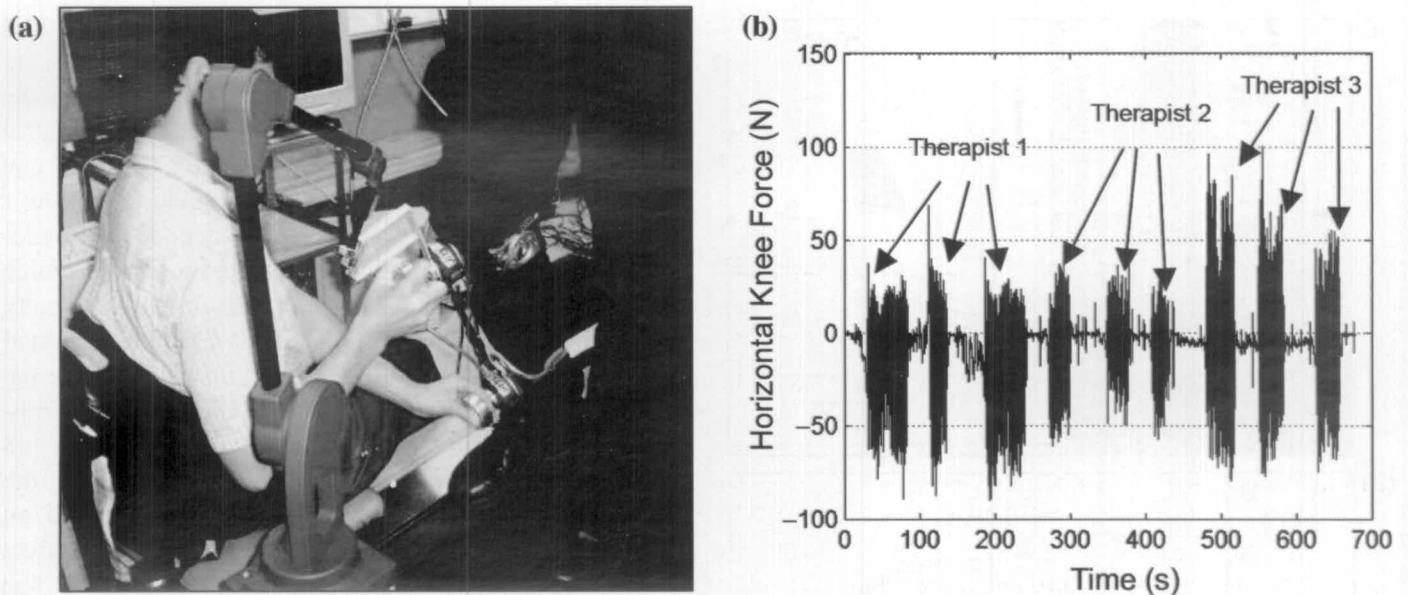 (a)
(b)
Horizontal Knee Force (N)
150
100
50
0
−50
−100
Therapist 1
Therapist 2
Therapist 3
0 100 200 300 400 500 600 700
Time (s)